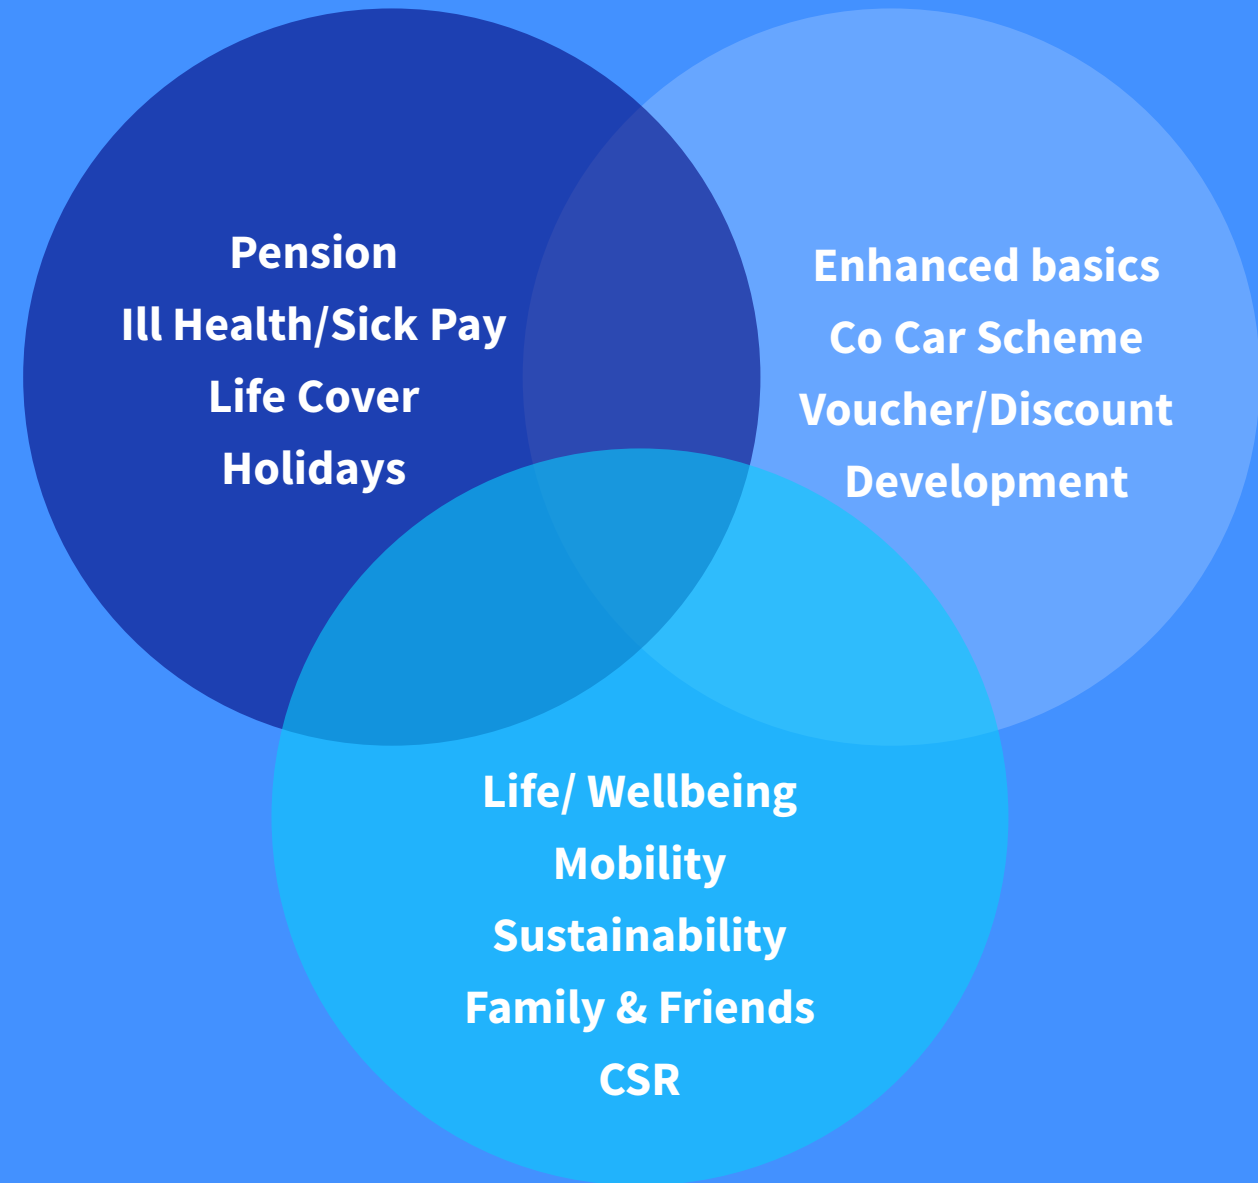 Pension
Ill Health/Sick Pay
Life Cover
Holidays
Enhanced basics
Co Car Scheme
Voucher/Discount
Development
Life/ Wellbeing
Mobility
Sustainability
Family & Friends
CSR